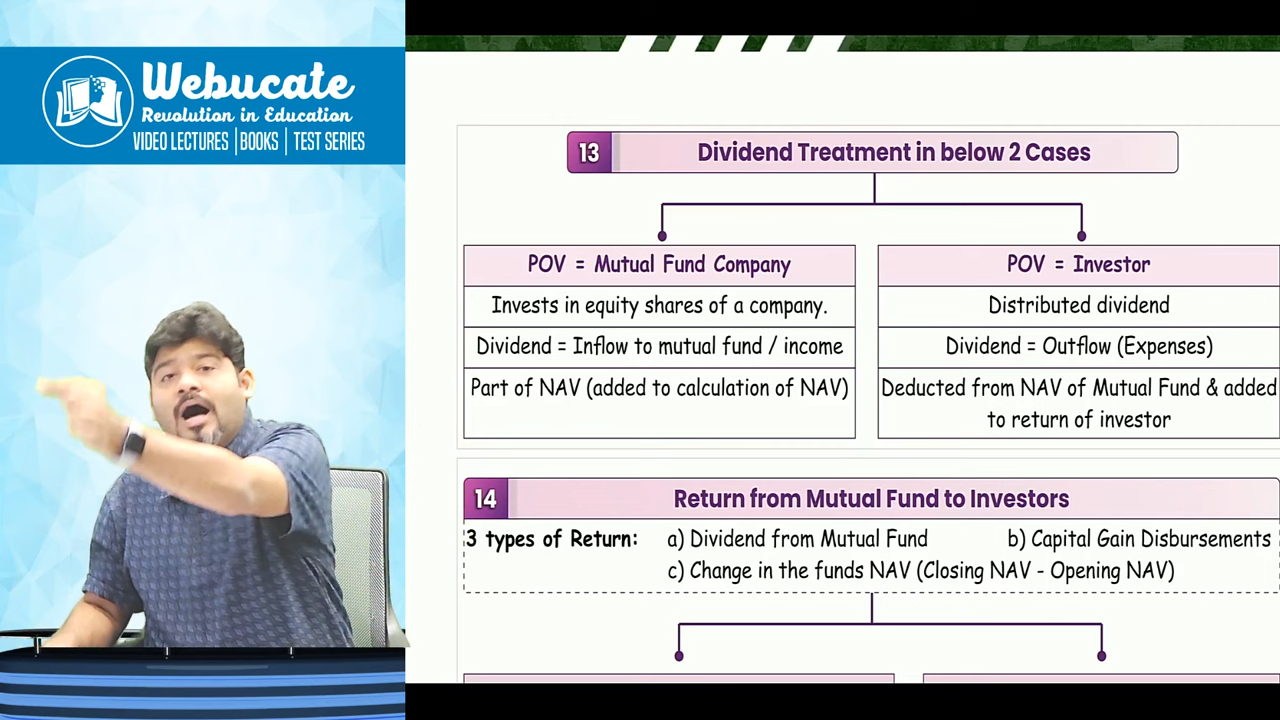 Webucate
Revolution in Education
VIDEO LECTURES | BOOKS | TEST SERIES
13 Dividend Treatment in below 2 Cases
POV = Mutual Fund Company
Invests in equity shares of a company.
Dividend = Inflow to mutual fund / income
Part of NAV (added to calculation of NAV)
POV = Investor
Distributed dividend
Dividend = Outflow (Expenses)
Deducted from NAV of Mutual Fund & added
to return of investor
14 Return from Mutual Fund to Investors
3 types of Return: a) Dividend from Mutual Fund b) Capital Gain Disbursements
c) Change in the funds NAV (Closing NAV - Opening NAV)